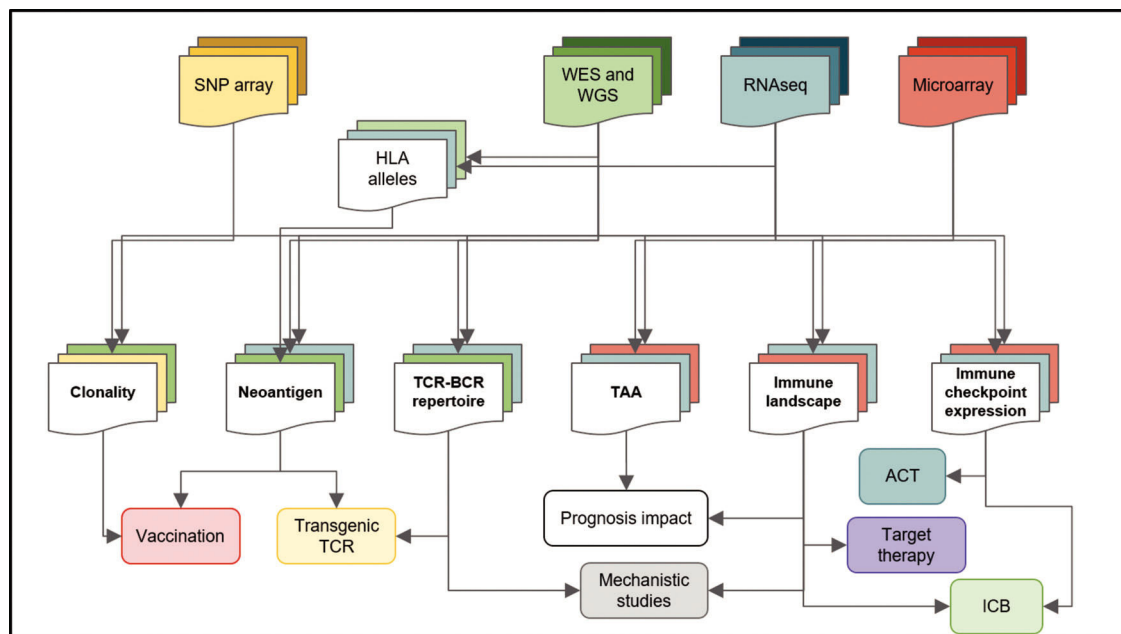 SNP array
WES and
WGS
RNAseq
Microarray
HLA
alleles
Clonality
Neoantigen
TCR-BCR
repertoire
TAA
Immune
landscape
Immune
checkpoint
expression
ACT
Vaccination
Transgenic
TCR
Prognosis impact
Target
therapy
Mechanistic
studies
ICB